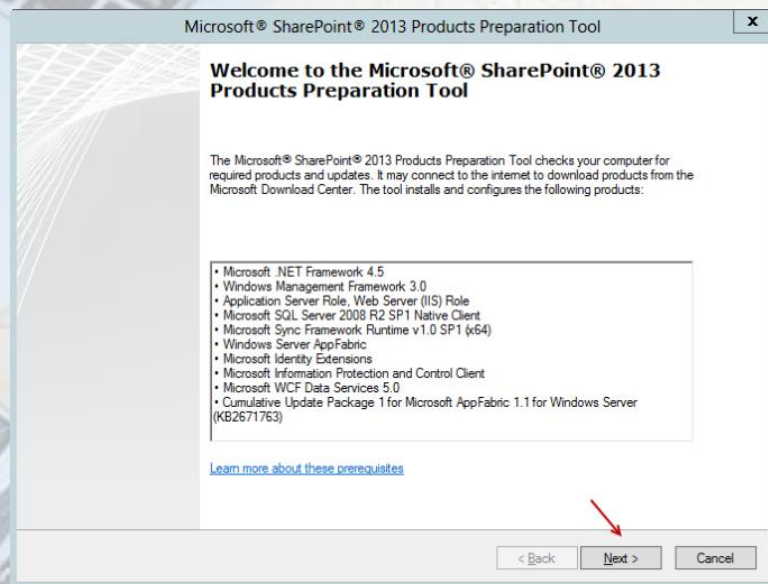 Microsoft® SharePoint® 2013 Products Preparation Tool
x
Welcome to the Microsoft® SharePoint® 2013
Products Preparation Tool
The Microsoft® SharePoint® 2013 Products Preparation Tool checks your computer for
required products and updates. It may connect to the internet to download products from the
Microsoft Download Center. The tool installs and configures the following products:
• Microsoft .NET Framework 4.5
• Windows Management Framework 3.0
• Application Server Role, Web Server (IIS) Role
• Microsoft SQL Server 2008 R2 SP1 Native Client
• Microsoft Sync Framework Runtime v1.0 SP1 (x64)
• Windows Server AppFabric
• Microsoft Identity Extensions
• Microsoft Information Protection and Control Client
• Microsoft WCF Data Services 5.0
• Cumulative Update Package 1 for Microsoft AppFabric 1.1 for Windows Server
(KB2671763)
Learn more about these prerequisites
< Back Next > Cancel